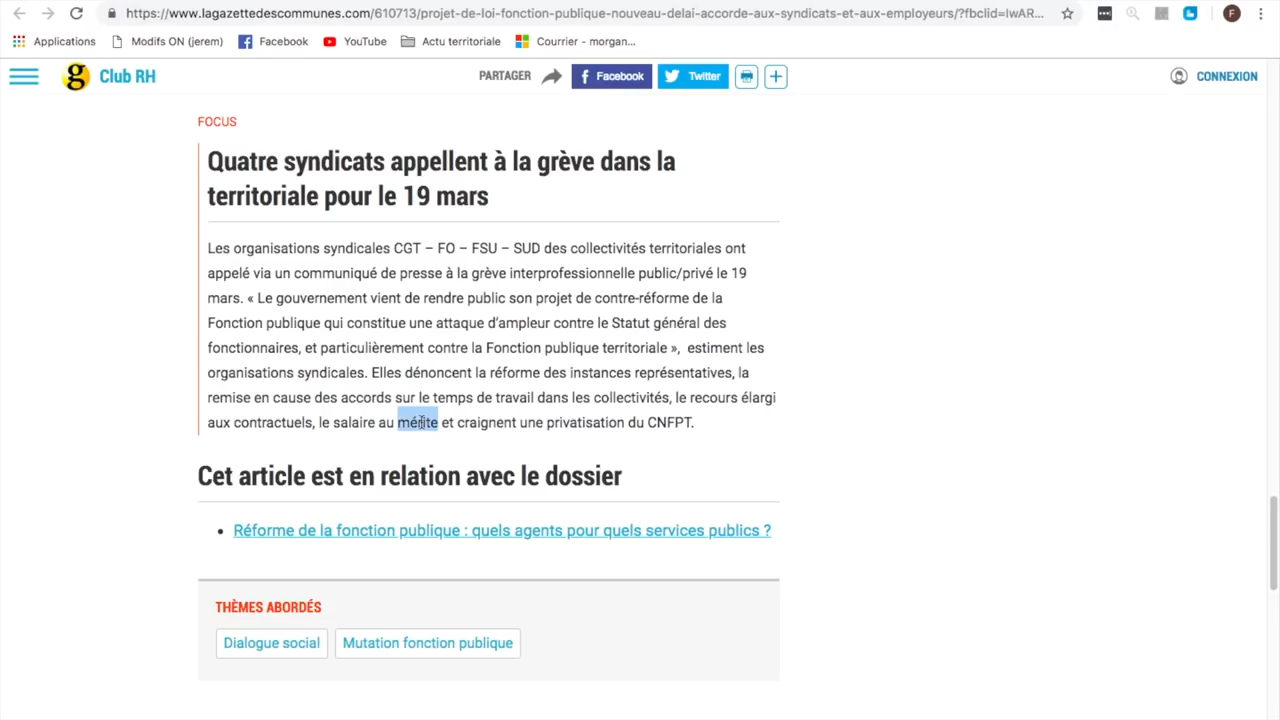 https://www.lagazettedescommunes.com/610713/projet-de-loi-fonction-publique-nouveau-delai-accorde-aux-syndicats-et-aux-employeurs/?fbclid=IwAR...
F
Applications Modifs ON (jerem) Facebook YouTube Actu territoriale Courrier - morgan...
g Club RH PARTAGER Facebook Twitter CONNEXION
FOCUS
Quatre syndicats appellent à la grève dans la
territoriale pour le 19 mars
Les organisations syndicales CGT – FO – FSU – SUD des collectivités territoriales ont
appelé via un communiqué de presse à la grève interprofessionnelle public/privé le 19
mars. « Le gouvernement vient de rendre public son projet de contre-réforme de la
Fonction publique qui constitue une attaque d'ampleur contre le Statut général des
fonctionnaires, et particulièrement contre la Fonction publique territoriale », estiment les
organisations syndicales. Elles dénoncent la réforme des instances représentatives, la
remise en cause des accords sur le temps de travail dans les collectivités, le recours élargi
aux contractuels, le salaire au mérite et craignent une privatisation du CNFPT.
Cet article est en relation avec le dossier
• Réforme de la fonction publique : quels agents pour quels services publics ?
THÈMES ABORDÉS
Dialogue social Mutation fonction publique